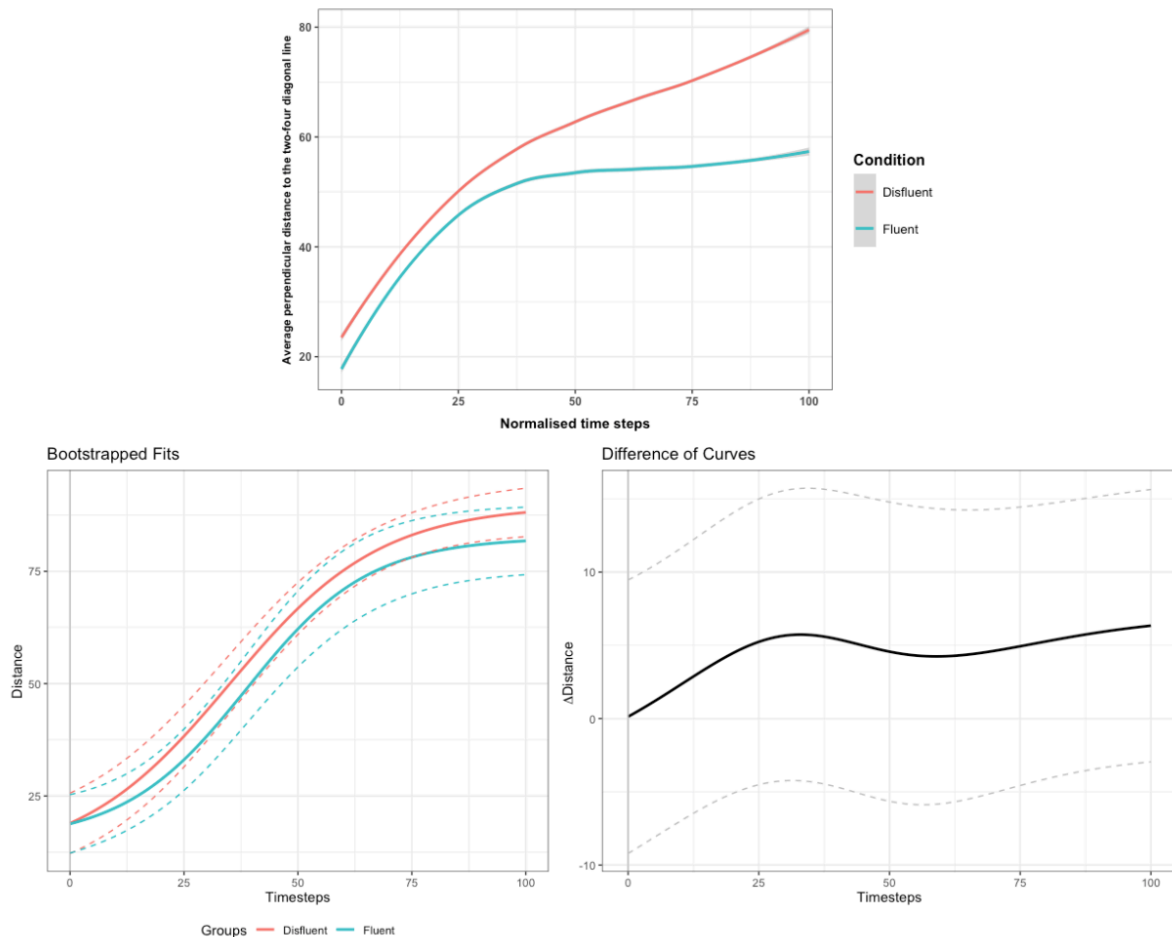 Average perpendicular distance to the two-four diagonal line
80
60
40
20
0
25
50
75
100
Normalised time steps
Condition
Disfluent
Fluent
Bootstrapped Fits
Distance
75
50
25
0
25
50
75
100
Timesteps
Groups
Disfluent
Fluent
Difference of Curves
ΔDistance
10
0
-10
0
25
50
75
100
Timesteps